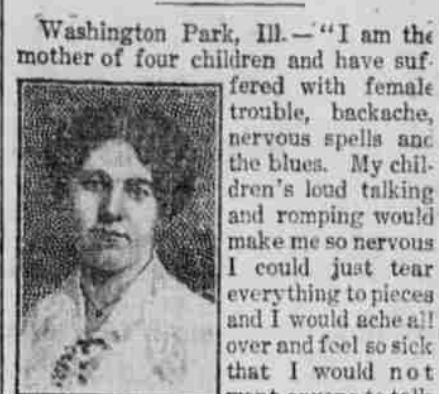 Washington Park, Ill.—"I am the
mother of four children and have suf-
fered with female
trouble, backache,
nervous spells and
the blues. My chil-
dren's loud talking
and romping would
make me so nervous
I could just tear
everything to pieces
and I would ache all
over and feel so sick
that I would not